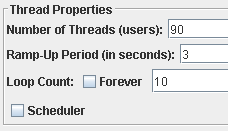 Thread Properties
Number of Threads (users): 90
Ramp-Up Period (in seconds): 3
Loop Count: Forever 10
Scheduler